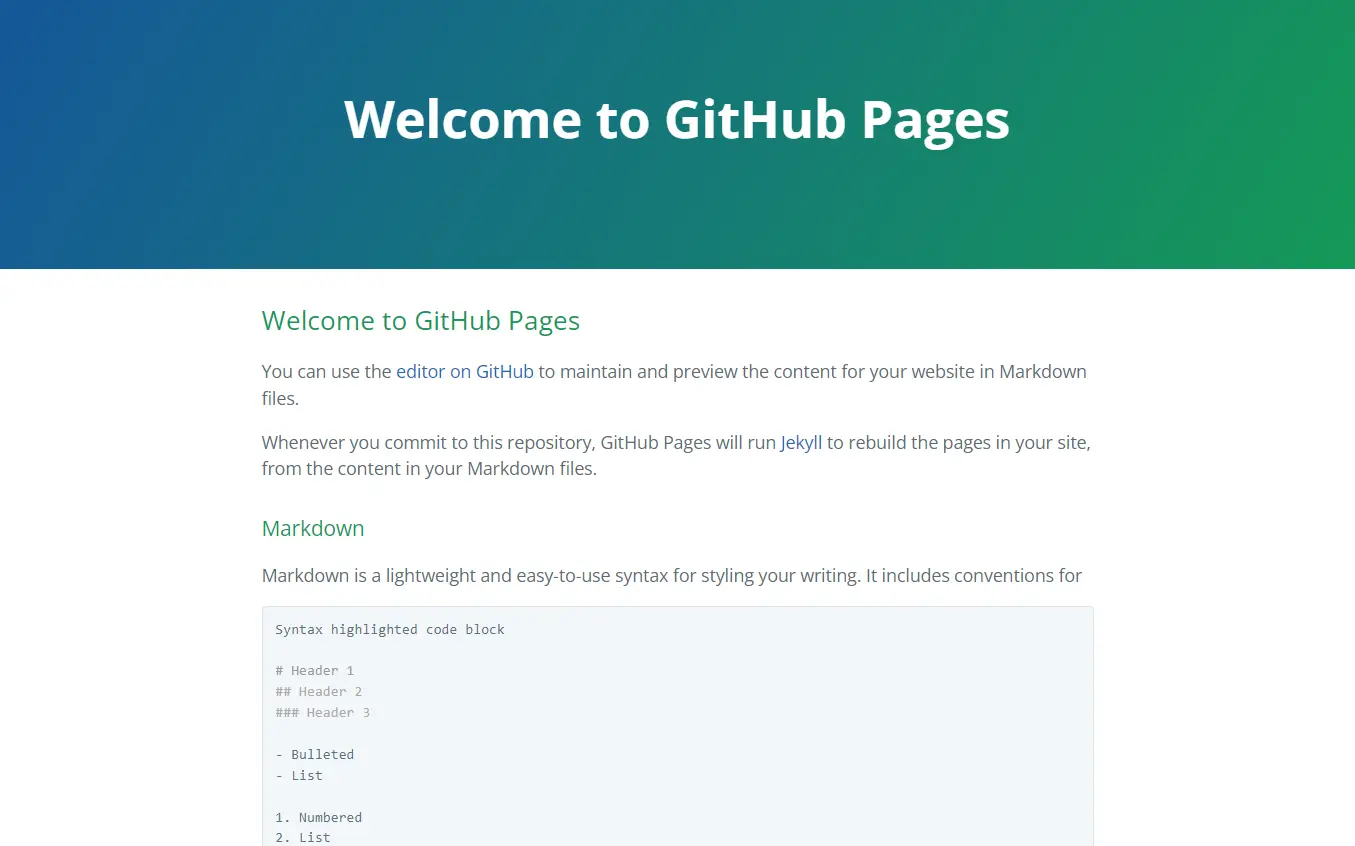 Welcome to GitHub Pages
Welcome to GitHub Pages
You can use the editor on GitHub to maintain and preview the content for your website in Markdown
files.
Whenever you commit to this repository, GitHub Pages will run Jekyll to rebuild the pages in your site,
from the content in your Markdown files.
Markdown
Markdown is a lightweight and easy-to-use syntax for styling your writing. It includes conventions for
Syntax highlighted code block
# Header 1
## Header 2
### Header 3
- Bulleted
- List
1. Numbered
2. List